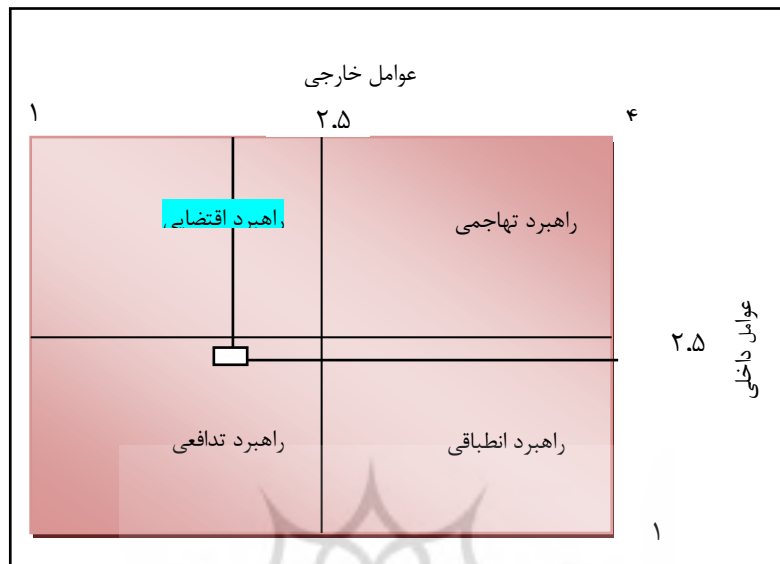 عوامل خارجی
۱
۲.۵
۴
راهبرد تهاجمی
راهبرد اقتضایی
۲.۵
عوامل داخلی
راهبرد انطباقی
راهبرد تدافعی
۱